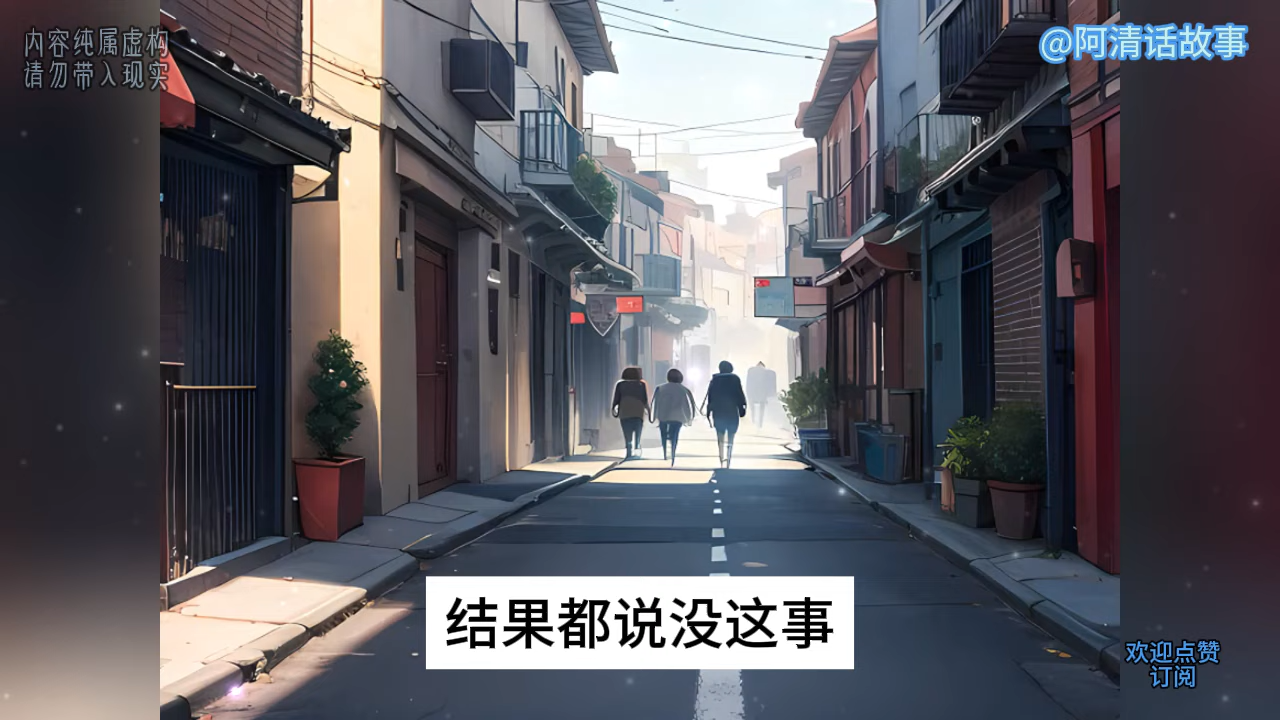 内容纯属虚构
请勿带入现实
@阿清话故事
结果都说没这事
欢迎点赞
订阅